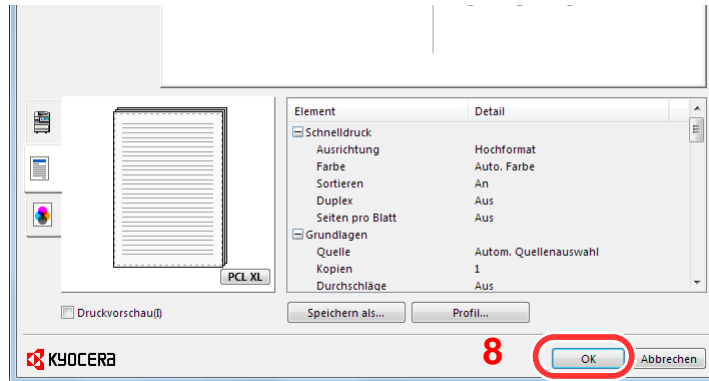 Element Detail
Schnelldruck
Ausrichtung Hochformat
Farbe Auto. Farbe
Sortieren An
Duplex Aus
Seiten pro Blatt Aus
Grundlagen
Quelle Autom. Quellenauswahl
Kopien 1
Durchschläge Aus
PCL XL
Druckvorschau(I)
Speichern als... Profil...
KYOCERA 8 OK Abbrechen